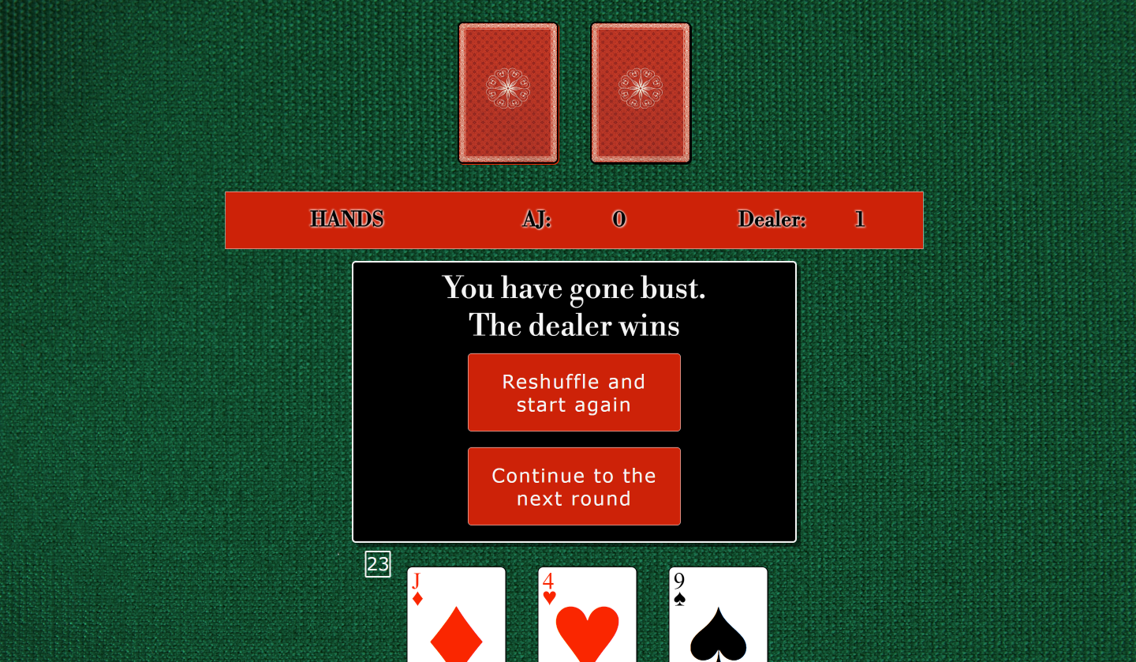 HANDS AJ: 0 Dealer: 1
You have gone bust.
The dealer wins
Reshuffle and
start again
Continue to the
next round
23
J 4 9